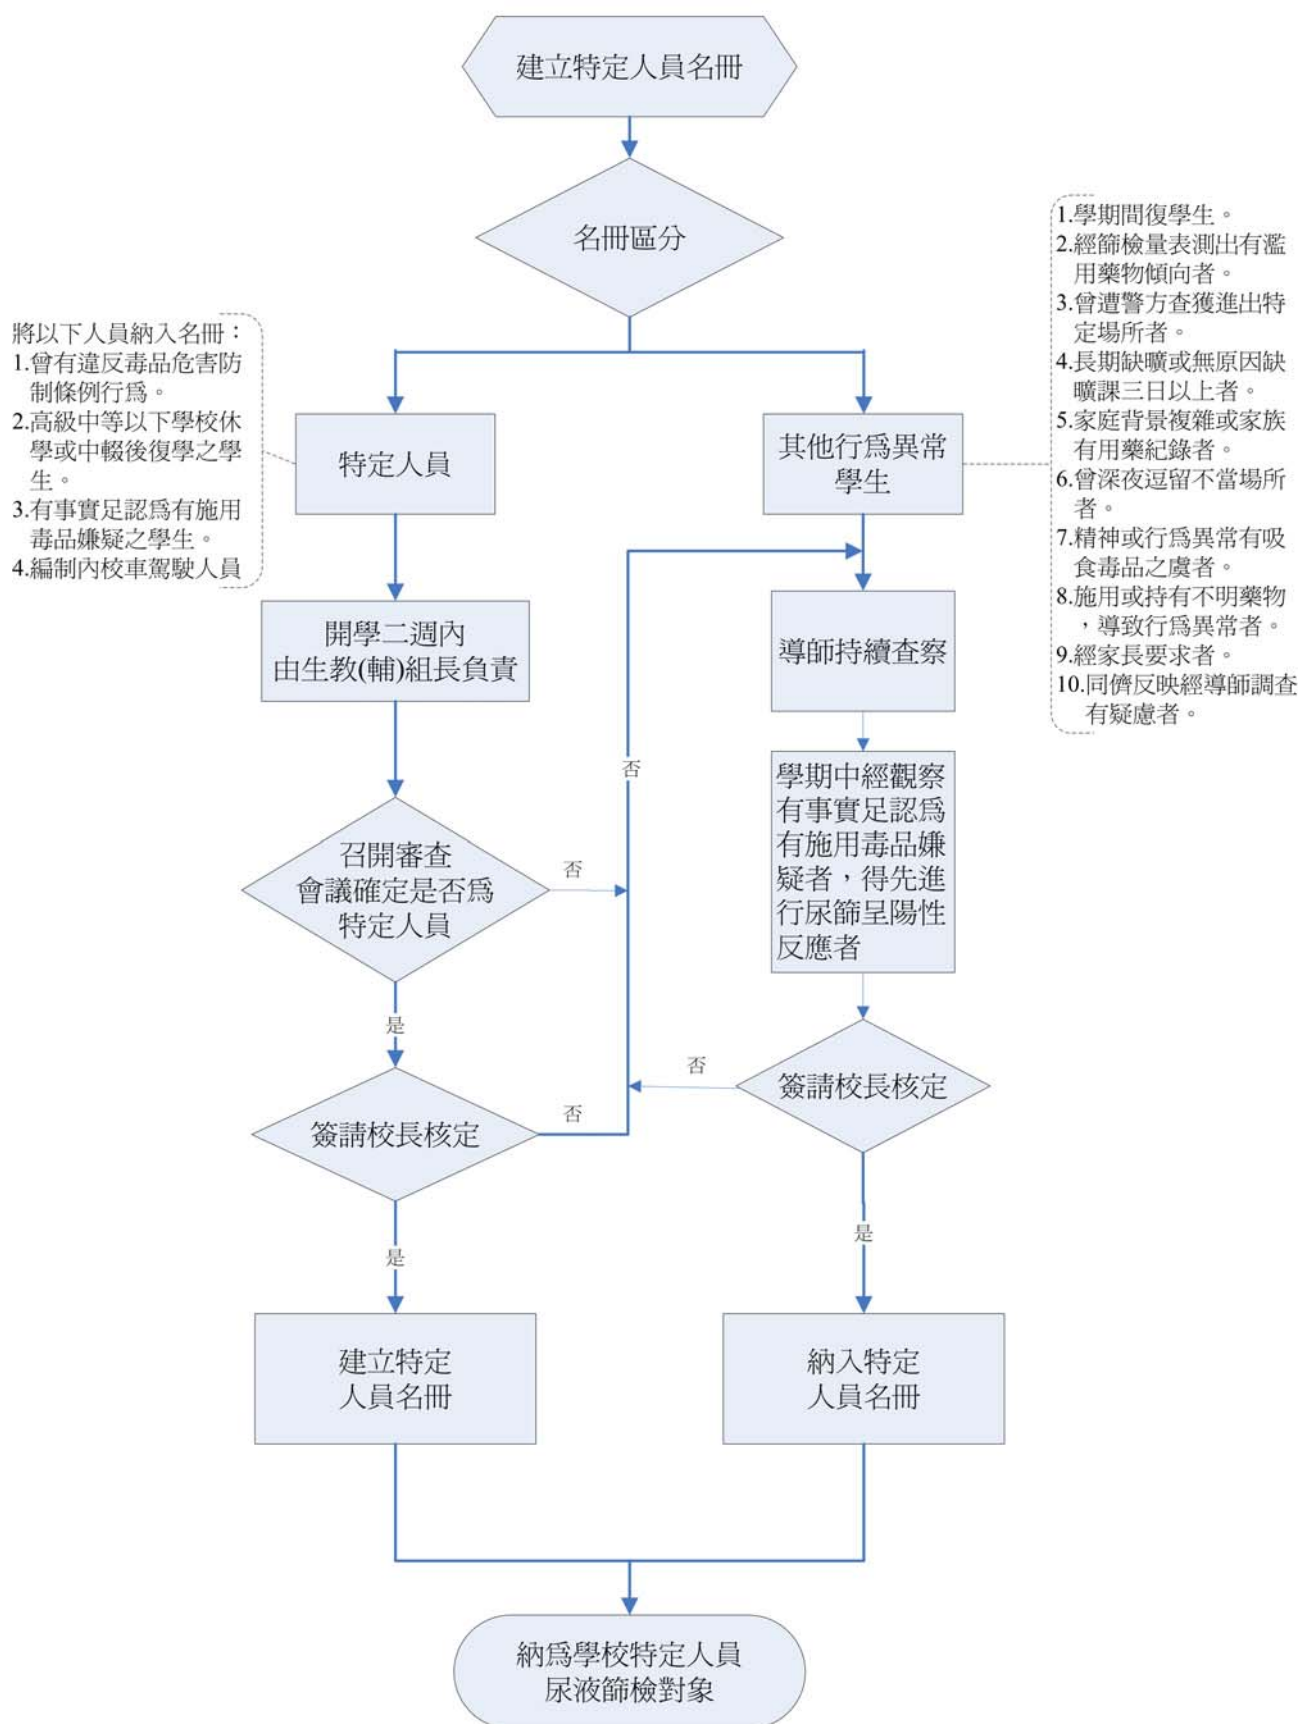 建立特定人員名冊
名冊區分
將以下人員納入名冊：
1.曾有違反毒品危害防
制條例行為。
2.高級中等以下學校休
學或中輟後復學之學
生。
3.有事實足認為有施用
毒品嫌疑之學生。
4.編制內校車駕駛人員
特定人員
其他行為異常
學生
1.學期間復學生。
2.經篩檢量表測出有濫
用藥物傾向者。
3.曾遭警方查獲進出特
定場所者。
4.長期缺曠或無原因缺
曠課三日以上者。
5.家庭背景複雜或家族
有用藥紀錄者。
6.曾深夜逗留不當場所
者。
7.精神或行為異常有吸
食毒品之虞者。
8.施用或持有不明藥物
，導致行為異常者。
9.經家長要求者。
10.同儕反映經導師調查
有疑慮者。
開學二週內
由生教(輔)組長負責
導師持續查察
否
學期中經觀察
有事實足認為
有施用毒品嫌
疑者，得先進
行尿篩呈陽性
反應者
召開審查
會議確定是否為
特定人員
否
是
簽請校長核定
否
簽請校長核定
否
是
是
建立特定
人員名冊
納入特定
人員名冊
納為學校特定人員
尿液篩檢對象